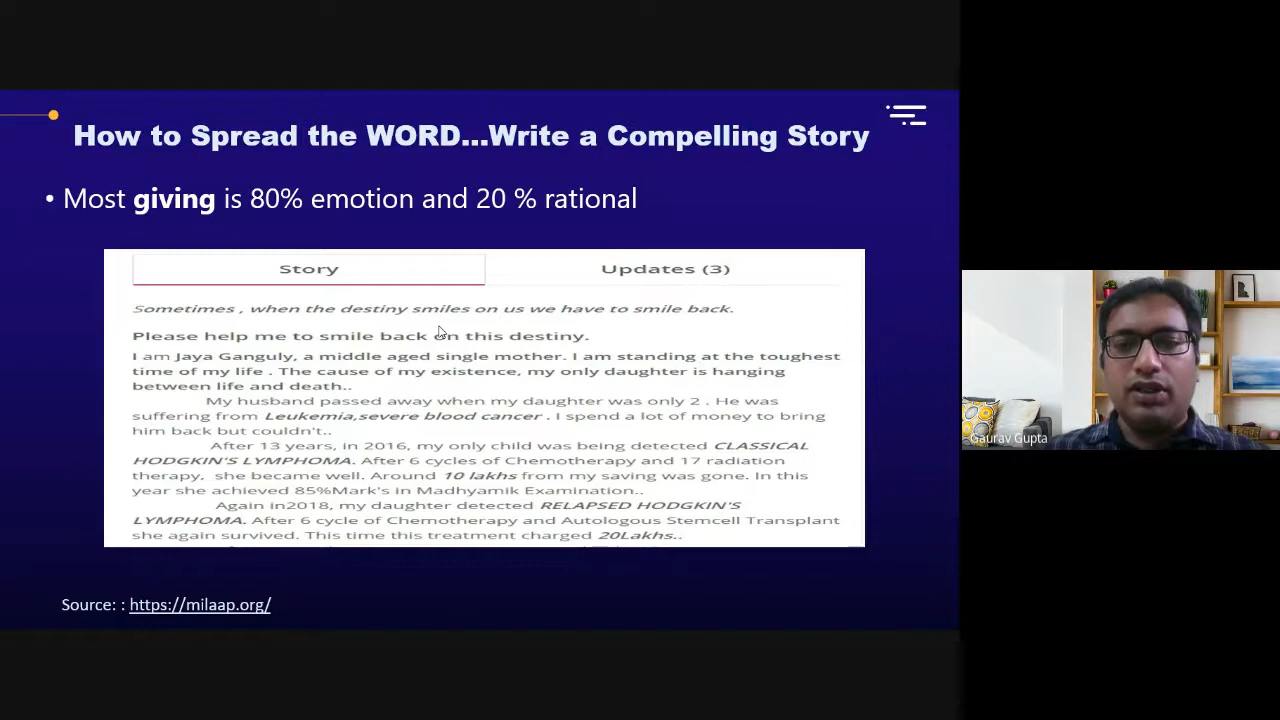 How to Spread the WORD...Write a Compelling Story
• Most giving is 80% emotion and 20 % rational
Story
Updates (3)
Sometimes , when the destiny smiles on us we have to smile back.
Please help me to smile back on this destiny.
I am Jaya Ganguly, a middle aged single mother. I am standing at the toughest
time of my life . The cause of my existence, my only daughter is hanging
between life and death..
My husband passed away when my daughter was only 2 . He was
suffering from Leukemia,severe blood cancer . I spend a lot of money to bring
him back but couldn't..
After 13 years, in 2016, my only child was being detected CLASSICAL
HODGKIN'S LYMPHOMA. After 6 cycles of Chemotherapy and 17 radiation
therapy, she became well. Around 10 lakhs from my saving was gone. In this
year she achieved 85%Mark's in Madhyamik Examination..
Again in2018, my daughter detected RELAPSED HODGKIN'S
LYMPHOMA. After 6 cycle of Chemotherapy and Autologous Stemcell Transplant
she again survived. This time this treatment charged 20Lakhs..
Source: : https://milaap.org/
Gaurav Gupta